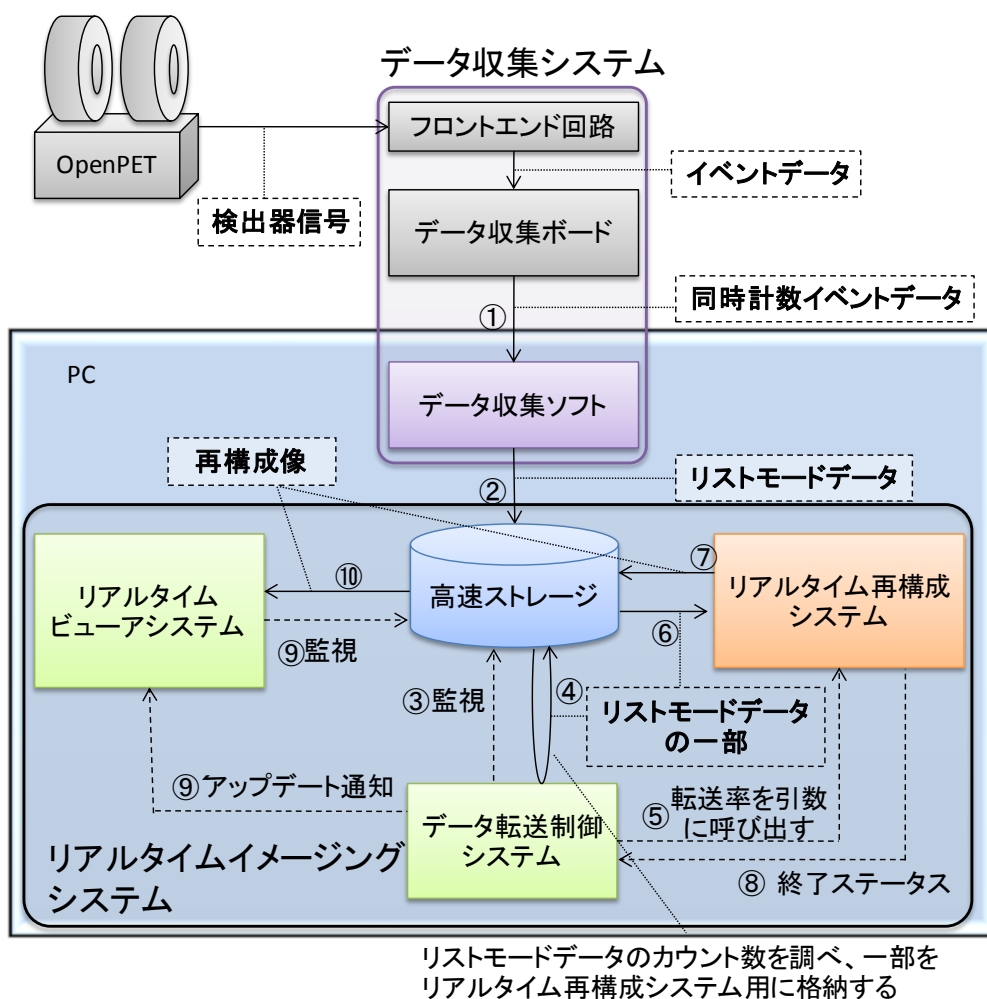 データ収集システム
フロントエンド回路
OpenPET
イベントデータ
検出器信号
データ収集ボード
同時計数イベントデータ
①
PC
データ収集ソフト
再構成像
リストモードデータ
②
リアルタイム
ビューアシステム
⑩
高速ストレージ
⑦
リアルタイム再構成
システム
⑥
⑨監視
③監視
④
リストモードデータ
の一部
⑨アップデート通知
データ転送制御
システム
⑤転送率を引数
に呼び出す
リアルタイムイメージング
システム
⑧ 終了ステータス
リストモードデータのカウント数を調べ、一部を
リアルタイム再構成システム用に格納する